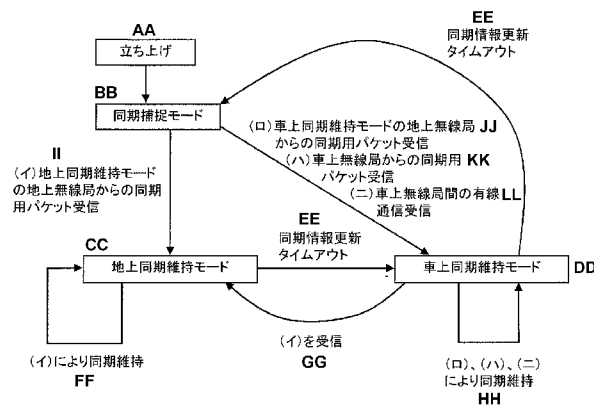 AA
立ち上げ
EE
同期情報更新
タイムアウト
BB
同期捕捉モード
(ロ)車上同期維持モードの地上無線局 JJ
からの同期用パケット受信
(ハ)車上無線局からの同期用 KK
パケット受信
(ニ)車上無線局間の有線 LL
通信受信
II
(イ)地上同期維持モード
の地上無線局からの同期
用パケット受信
EE
同期情報更新
タイムアウト
CC
地上同期維持モード
車上同期維持モード
DD
(イ)を受信
GG
(イ)により同期維持
FF
(ロ)、(ハ)、(ニ)
により同期維持
HH